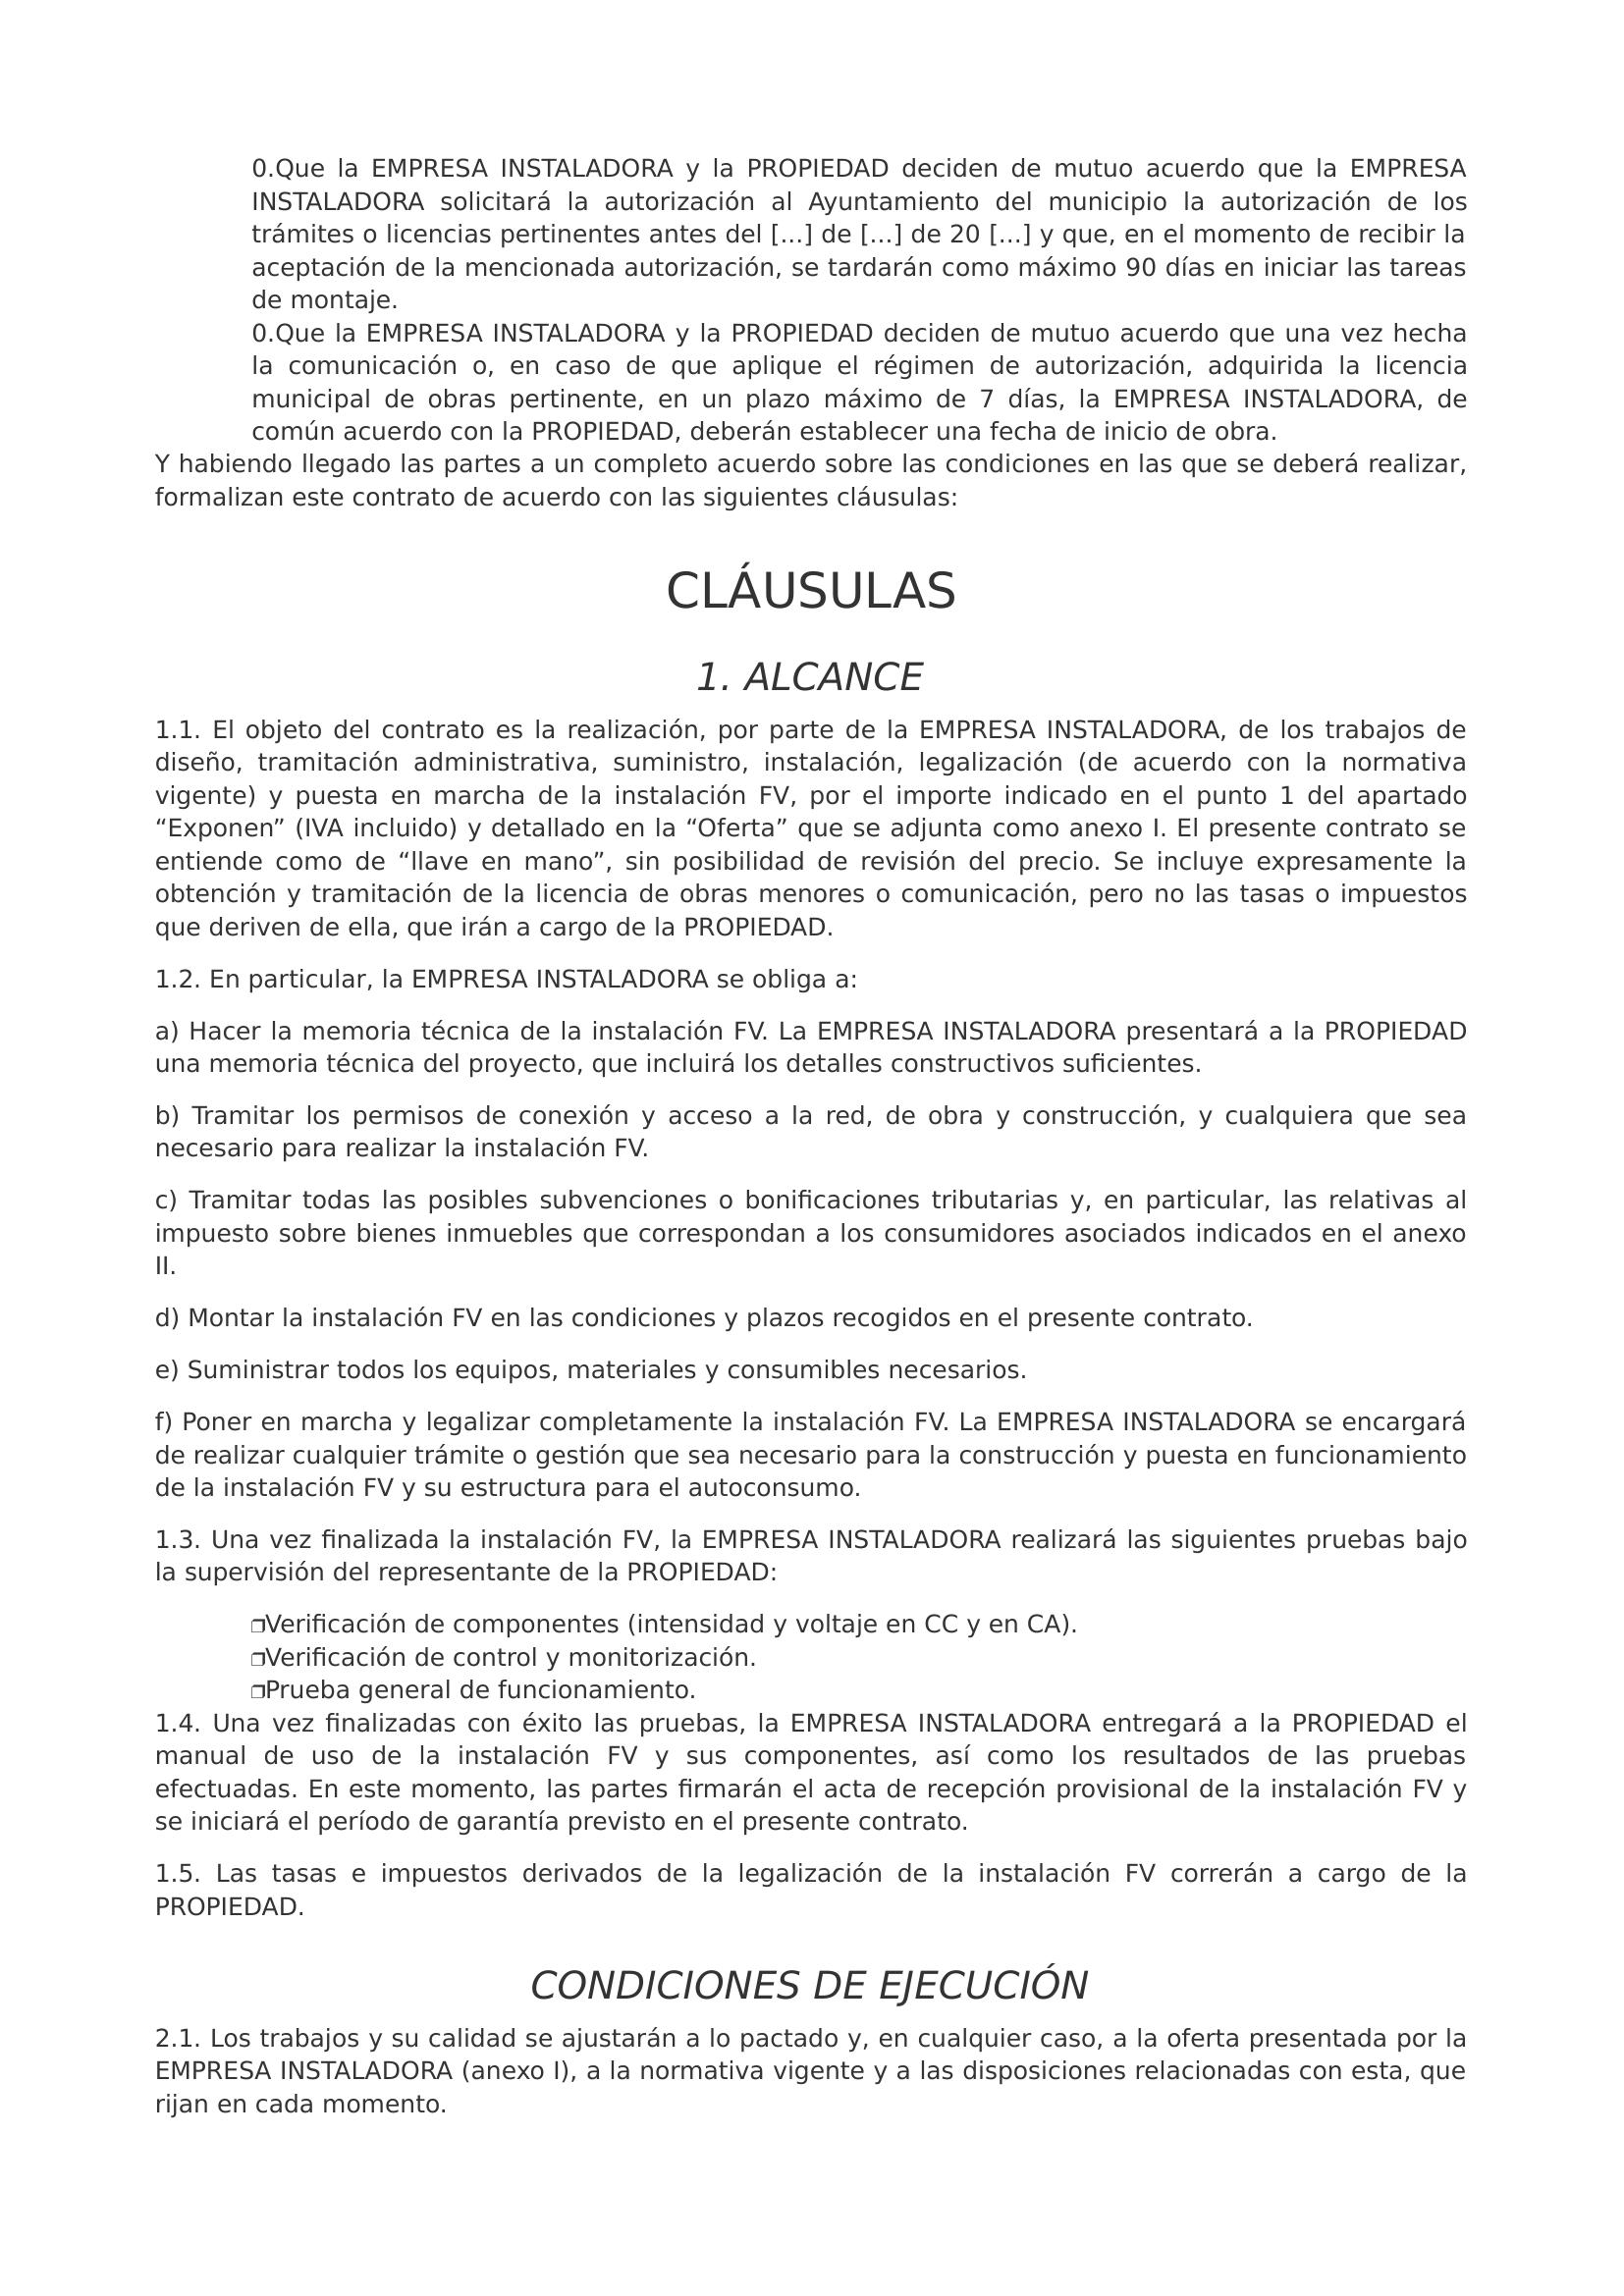 0.Que la EMPRESA INSTALADORA y la PROPIEDAD deciden de mutuo acuerdo que la EMPRESA
INSTALADORA solicitará la autorización al Ayuntamiento del municipio la autorización de los
trámites o licencias pertinentes antes del [...] de [...] de 20 [...] y que, en el momento de recibir la
aceptación de la mencionada autorización, se tardarán como máximo 90 días en iniciar las tareas
de montaje.
0.Que la EMPRESA INSTALADORA y la PROPIEDAD deciden de mutuo acuerdo que una vez hecha
la comunicación o, en caso de que aplique el régimen de autorización, adquirida la licencia
municipal de obras pertinente, en un plazo máximo de 7 días, la EMPRESA INSTALADORA, de
común acuerdo con la PROPIEDAD, deberán establecer una fecha de inicio de obra.
Y habiendo llegado las partes a un completo acuerdo sobre las condiciones en las que se deberá realizar,
formalizan este contrato de acuerdo con las siguientes cláusulas:
CLÁUSULAS
1. ALCANCE
1.1. El objeto del contrato es la realización, por parte de la EMPRESA INSTALADORA, de los trabajos de
diseño, tramitación administrativa, suministro, instalación, legalización (de acuerdo con la normativa
vigente) y puesta en marcha de la instalación FV, por el importe indicado en el punto 1 del apartado
“Exponen” (IVA incluido) y detallado en la “Oferta” que se adjunta como anexo I. El presente contrato se
entiende como de “llave en mano”, sin posibilidad de revisión del precio. Se incluye expresamente la
obtención y tramitación de la licencia de obras menores o comunicación, pero no las tasas o impuestos
que deriven de ella, que irán a cargo de la PROPIEDAD.
1.2. En particular, la EMPRESA INSTALADORA se obliga a:
a) Hacer la memoria técnica de la instalación FV. La EMPRESA INSTALADORA presentará a la PROPIEDAD
una memoria técnica del proyecto, que incluirá los detalles constructivos suficientes.
b) Tramitar los permisos de conexión y acceso a la red, de obra y construcción, y cualquiera que sea
necesario para realizar la instalación FV.
c) Tramitar todas las posibles subvenciones o bonificaciones tributarias y, en particular, las relativas al
impuesto sobre bienes inmuebles que correspondan a los consumidores asociados indicados en el anexo
II.
d) Montar la instalación FV en las condiciones y plazos recogidos en el presente contrato.
e) Suministrar todos los equipos, materiales y consumibles necesarios.
f) Poner en marcha y legalizar completamente la instalación FV. La EMPRESA INSTALADORA se encargará
de realizar cualquier trámite o gestión que sea necesario para la construcción y puesta en funcionamiento
de la instalación FV y su estructura para el autoconsumo.
1.3. Una vez finalizada la instalación FV, la EMPRESA INSTALADORA realizará las siguientes pruebas bajo
la supervisión del representante de la PROPIEDAD:
❒Verificación de componentes (intensidad y voltaje en CC y en CA).
❒Verificación de control y monitorización.
❒Prueba general de funcionamiento.
1.4. Una vez finalizadas con éxito las pruebas, la EMPRESA INSTALADORA entregará a la PROPIEDAD el
manual de uso de la instalación FV y sus componentes, así como los resultados de las pruebas
efectuadas. En este momento, las partes firmarán el acta de recepción provisional de la instalación FV y
se iniciará el período de garantía previsto en el presente contrato.
1.5. Las tasas e impuestos derivados de la legalización de la instalación FV correrán a cargo de la
PROPIEDAD.
CONDICIONES DE EJECUCIÓN
2.1. Los trabajos y su calidad se ajustarán a lo pactado y, en cualquier caso, a la oferta presentada por la
EMPRESA INSTALADORA (anexo I), a la normativa vigente y a las disposiciones relacionadas con esta, que
rijan en cada momento.